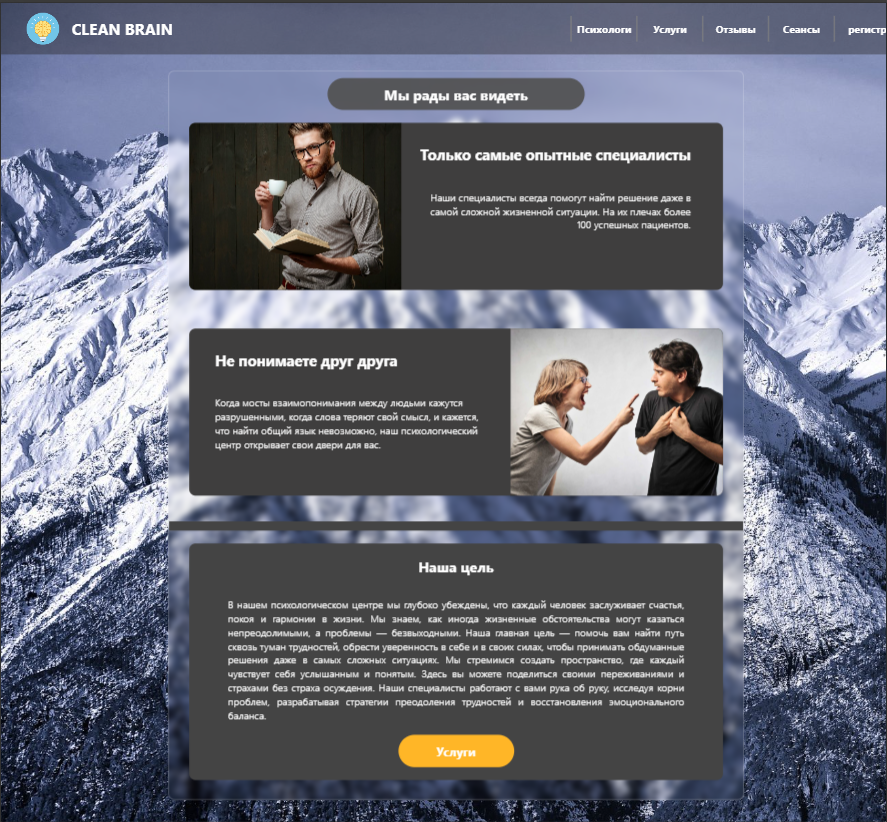 CLEAN BRAIN
Психологи
Услуги
Отзывы
Сеансы
регистр
Мы рады вас видеть
Только самые опытные специалисты
Наши специалисты всегда помогут найти решение даже в
самой сложной жизненной ситуации. На их плечах более
100 успешных пациентов.
Не понимаете друг друга
Когда мосты взаимопонимания между людьми кажутся
разрушенными, когда слова теряют свой смысл, и кажется,
что найти общий язык невозможно, наш психологический
центр открывает свои двери для вас.
Наша цель
В нашем психологическом центре мы глубоко убеждены, что каждый человек заслуживает счастья,
покоя и гармонии в жизни. Мы знаем, как иногда жизненные обстоятельства могут казаться
непреодолимыми, а проблемы — безвыходными. Наша главная цель — помочь вам найти путь
сквозь туман трудностей, обрести уверенность в себе и в своих силах, чтобы принимать обдуманные
решения даже в самых сложных ситуациях. Мы стремимся создать пространство, где каждый
чувствует себя услышанным и понятым. Здесь вы можете поделиться своими переживаниями и
страхами без страха осуждения. Наши специалисты работают с вами рука об руку, исследуя корни
проблем, разрабатывая стратегии преодоления трудностей и восстановления эмоционального
баланса.
Услуги